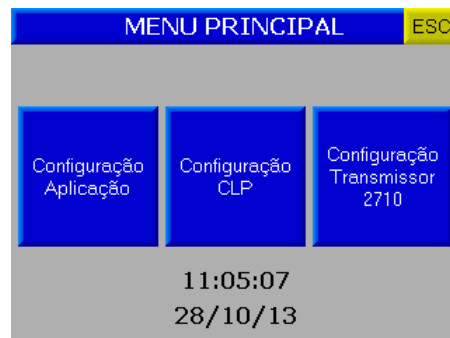 MENU PRINCIPAL
ESC
Configuração
Aplicação
Configuração
CLP
Configuração
Transmissor
2710
11:05:07
28/10/13